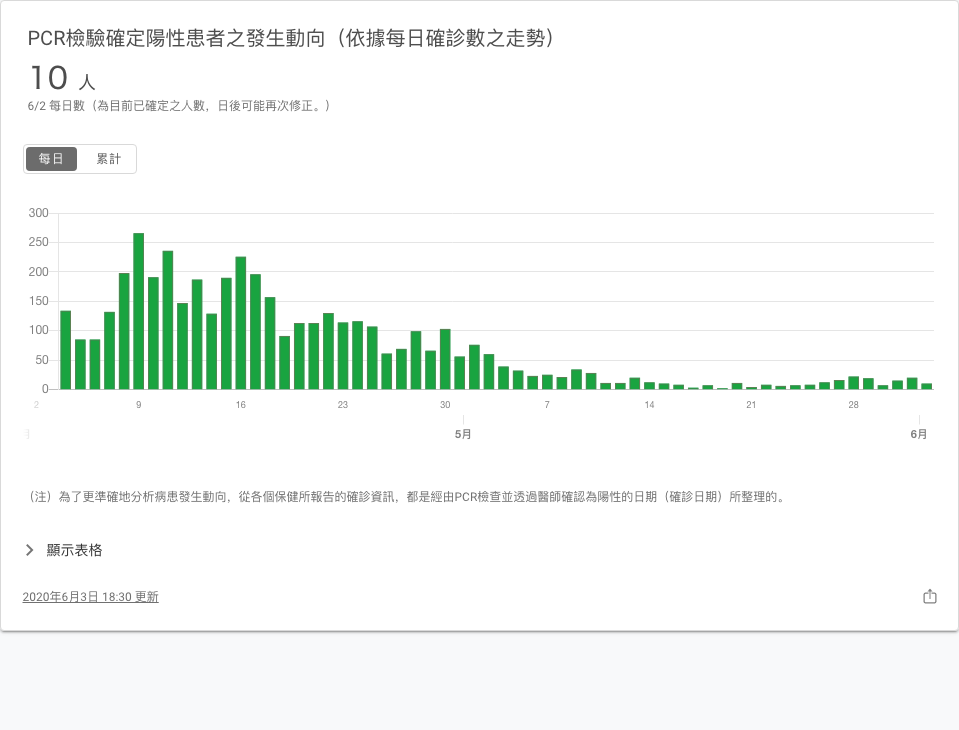 PCR檢驗確定陽性患者之發生動向（依據每日確診數之走勢）
10 人
6/2 每日數（為目前已確定之人數，日後可能再次修正。）
每日 累計
300
250
200
150
100
50
0
2 9 16 23 30 7 14 21 28
5月 6月
（注）為了更準確地分析病患發生動向，從各個保健所報告的確診資訊，都是經由PCR檢查並透過醫師確認為陽性的日期（確診日期）所整理的。
顯示表格
2020年6月3日 18:30 更新